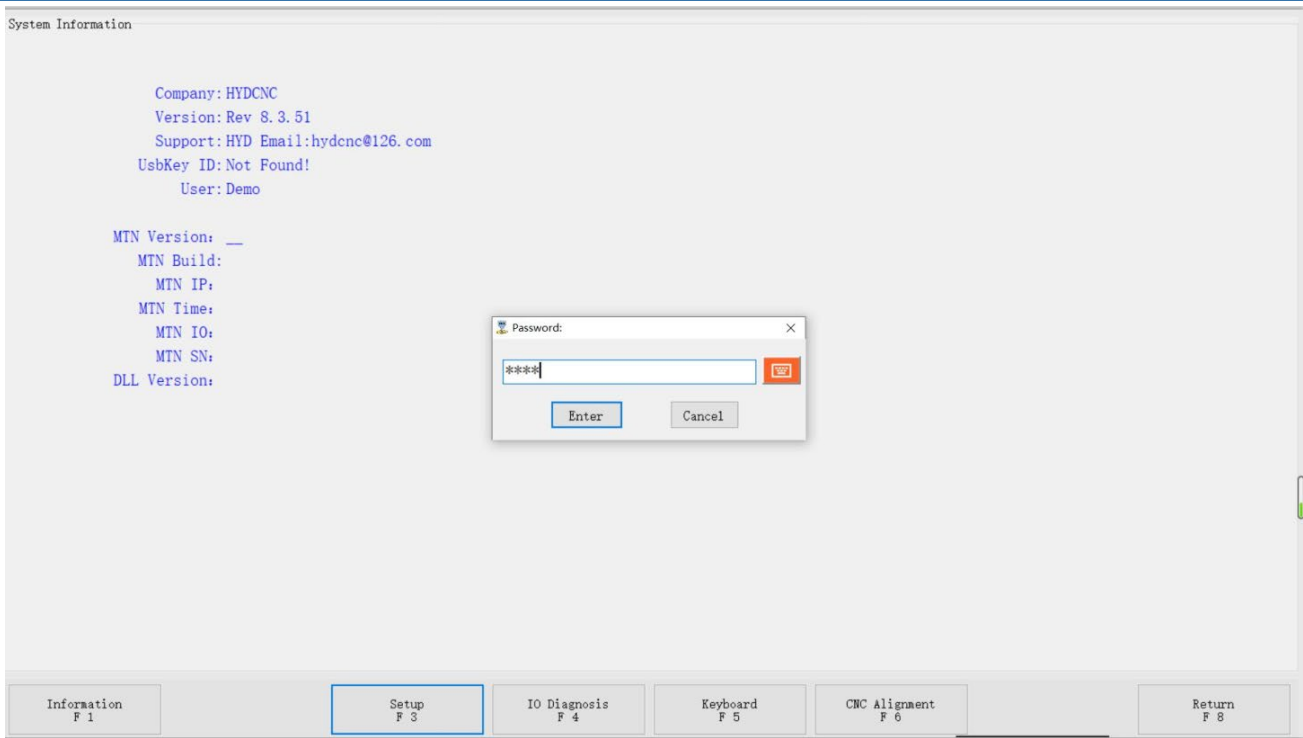 System Information
Company: HYDCNC
Version: Rev 8.3.51
Support: HYD Email:hydcnc@126.com
UsbKey ID: Not Found!
User: Demo
MTN Version: __
MTN Build:
MTN IP:
MTN Time:
MTN IO:
MTN SN:
DLL Version:
Password:
****
Enter
Cancel
Information
F 1
Setup
F 3
IO Diagnosis
F 4
Keyboard
F 5
CNC Alignment
F 6
Return
F 8